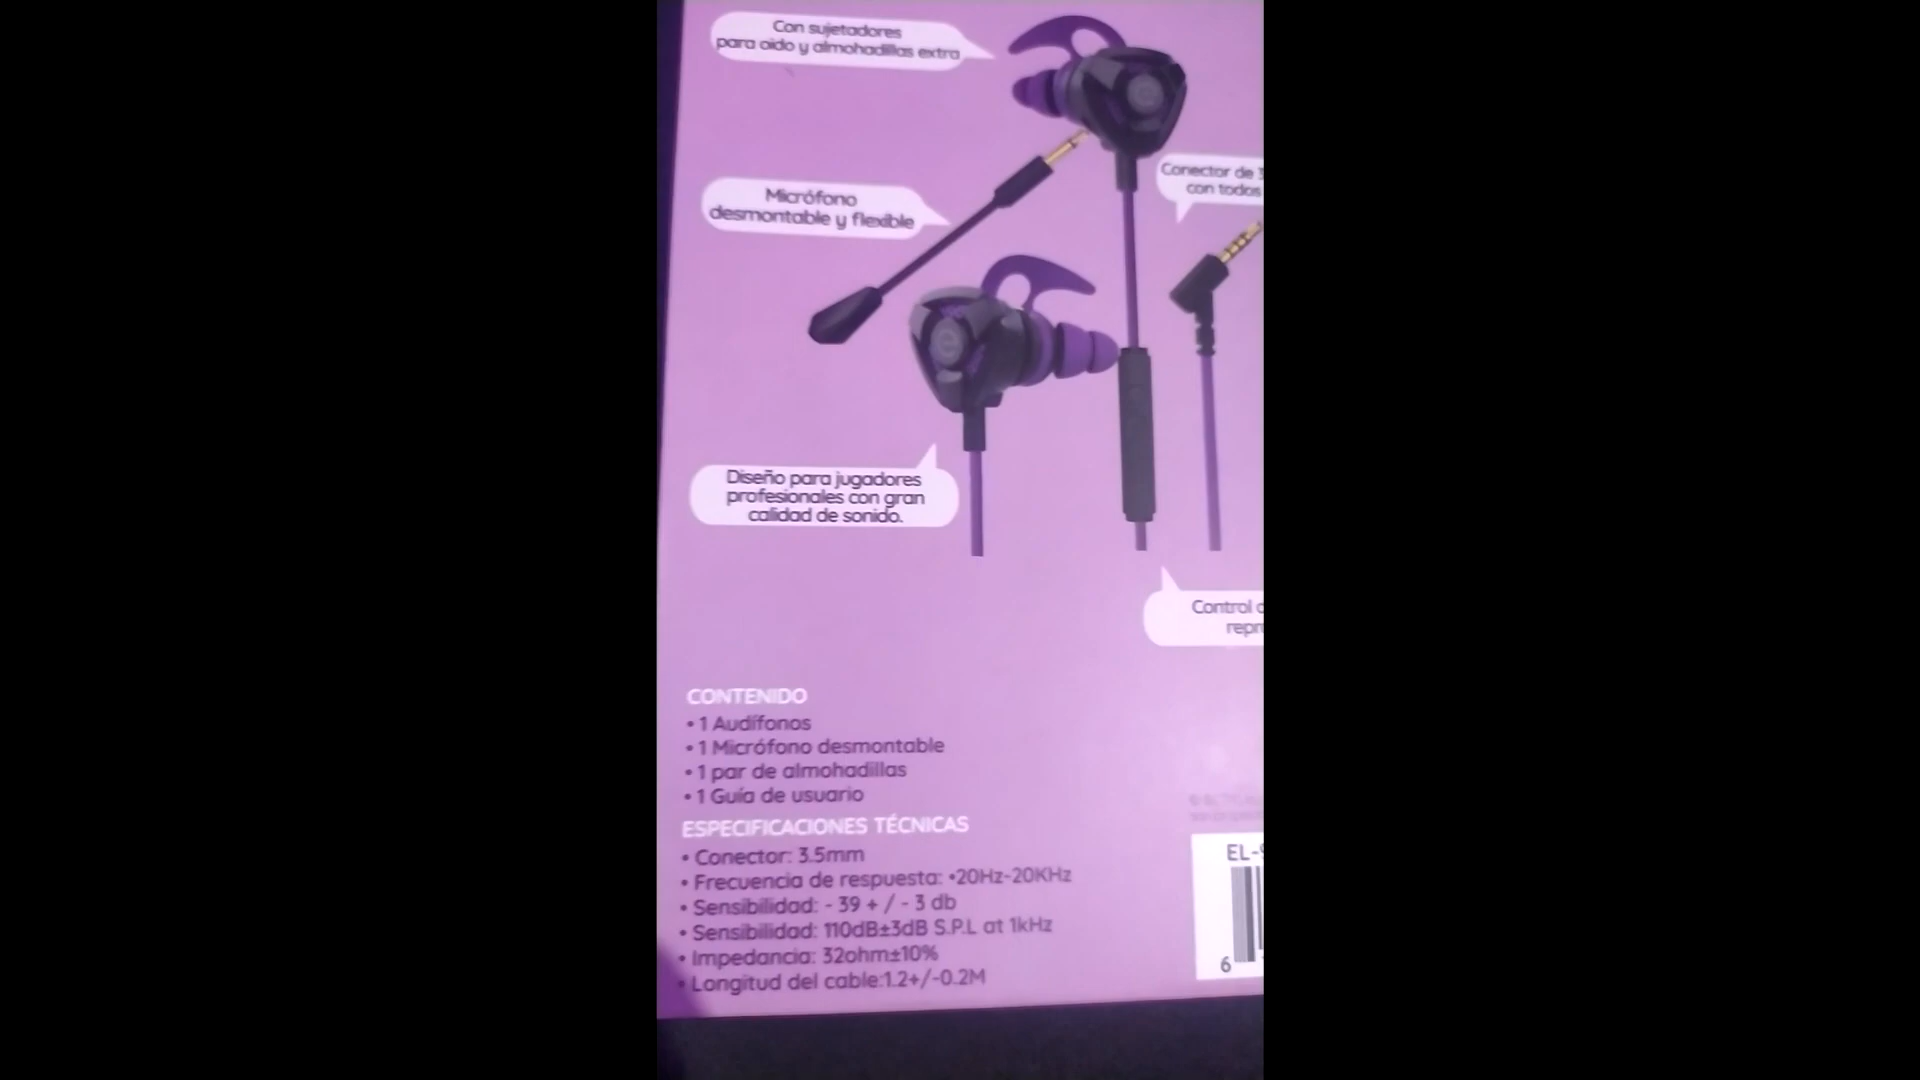 Con sujetadores
para oido y almohadillas extra
Micrófono
desmontable y flexible
Conector de
con todos
Diseño para jugadores
profesionales con gran
calidad de sonido.
Control
CONTENIDO
• 1 Audífonos
• 1 Micrófono desmontable
• 1 par de almohadillas
• 1 Guía de usuario
ESPECIFICACIONES TÉCNICAS
• Conector: 3.5mm
• Frecuencia de respuesta: •20Hz-20KHz
• Sensibilidad: - 39 + / - 3 db
• Sensibilidad: 110dB±3dB S.P.L at 1kHz
• Impedancia: 32ohm±10%
• Longitud del cable:1.2+/-0.2M
EL-
6